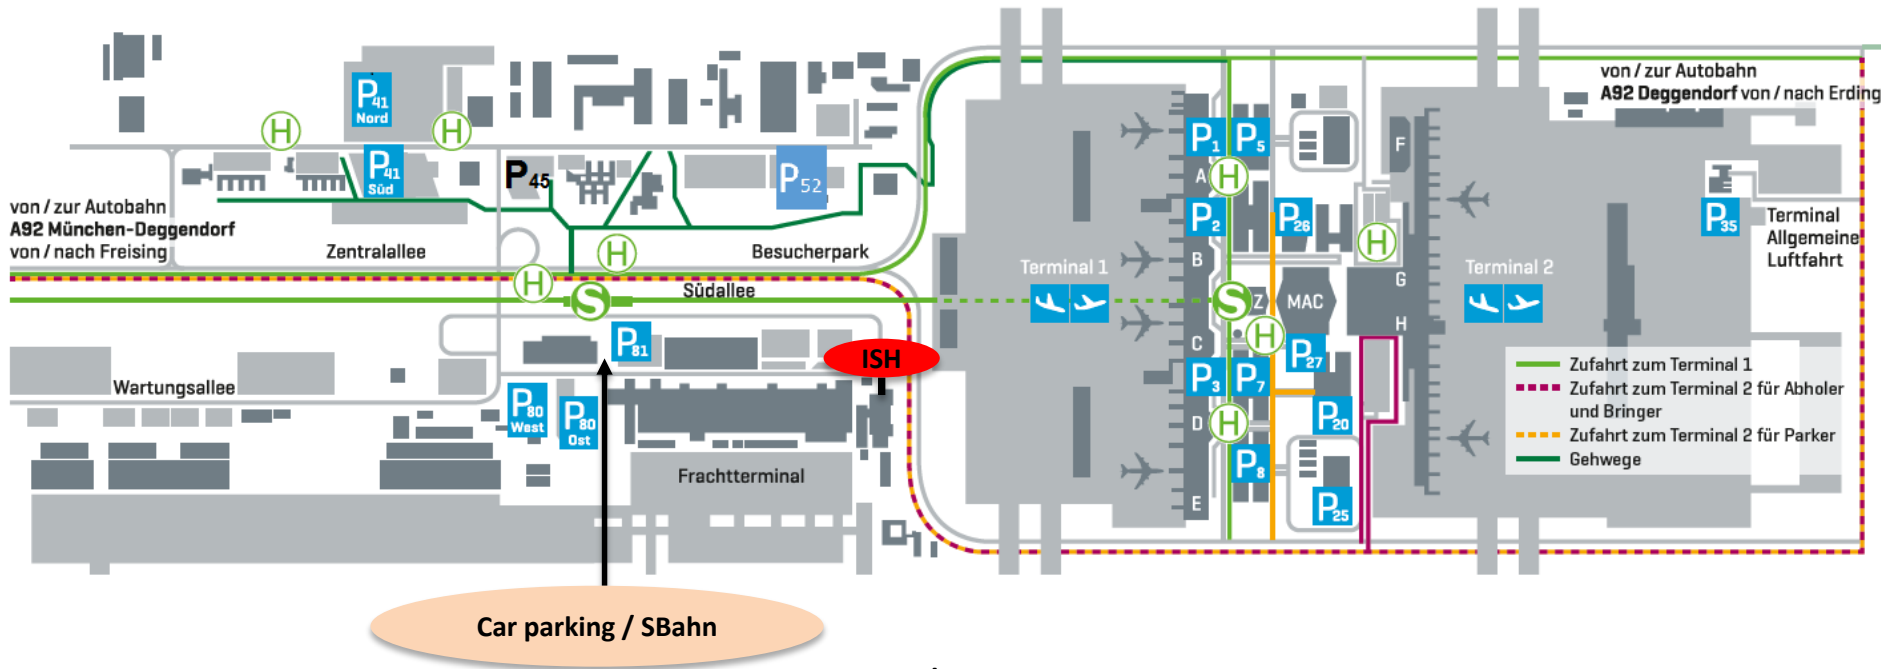 H
P41
Nord
H
P41
Süd
P45
P52
von / zur Autobahn
A92 München-Deggendorf
von / nach Freising
Zentralallee
H
Besucherpark
H
S
Südallee
P81
ISH
Wartungsallee
P80
West
P80
Ost
Frachtterminal
Car parking / SBahn
Terminal 1
P1
P5
A
H
P2
P26
B
S
Z
MAC
H
C
P27
P3
P7
D
H
P20
P8
E
P25
F
H
G
H
Terminal 2
von / zur Autobahn
A92 Deggendorf von / nach Erding
P35
Terminal
Allgemeine
Luftfahrt
Zufahrt zum Terminal 1
Zufahrt zum Terminal 2 für Abholer
und Bringer
Zufahrt zum Terminal 2 für Parker
Gehwege